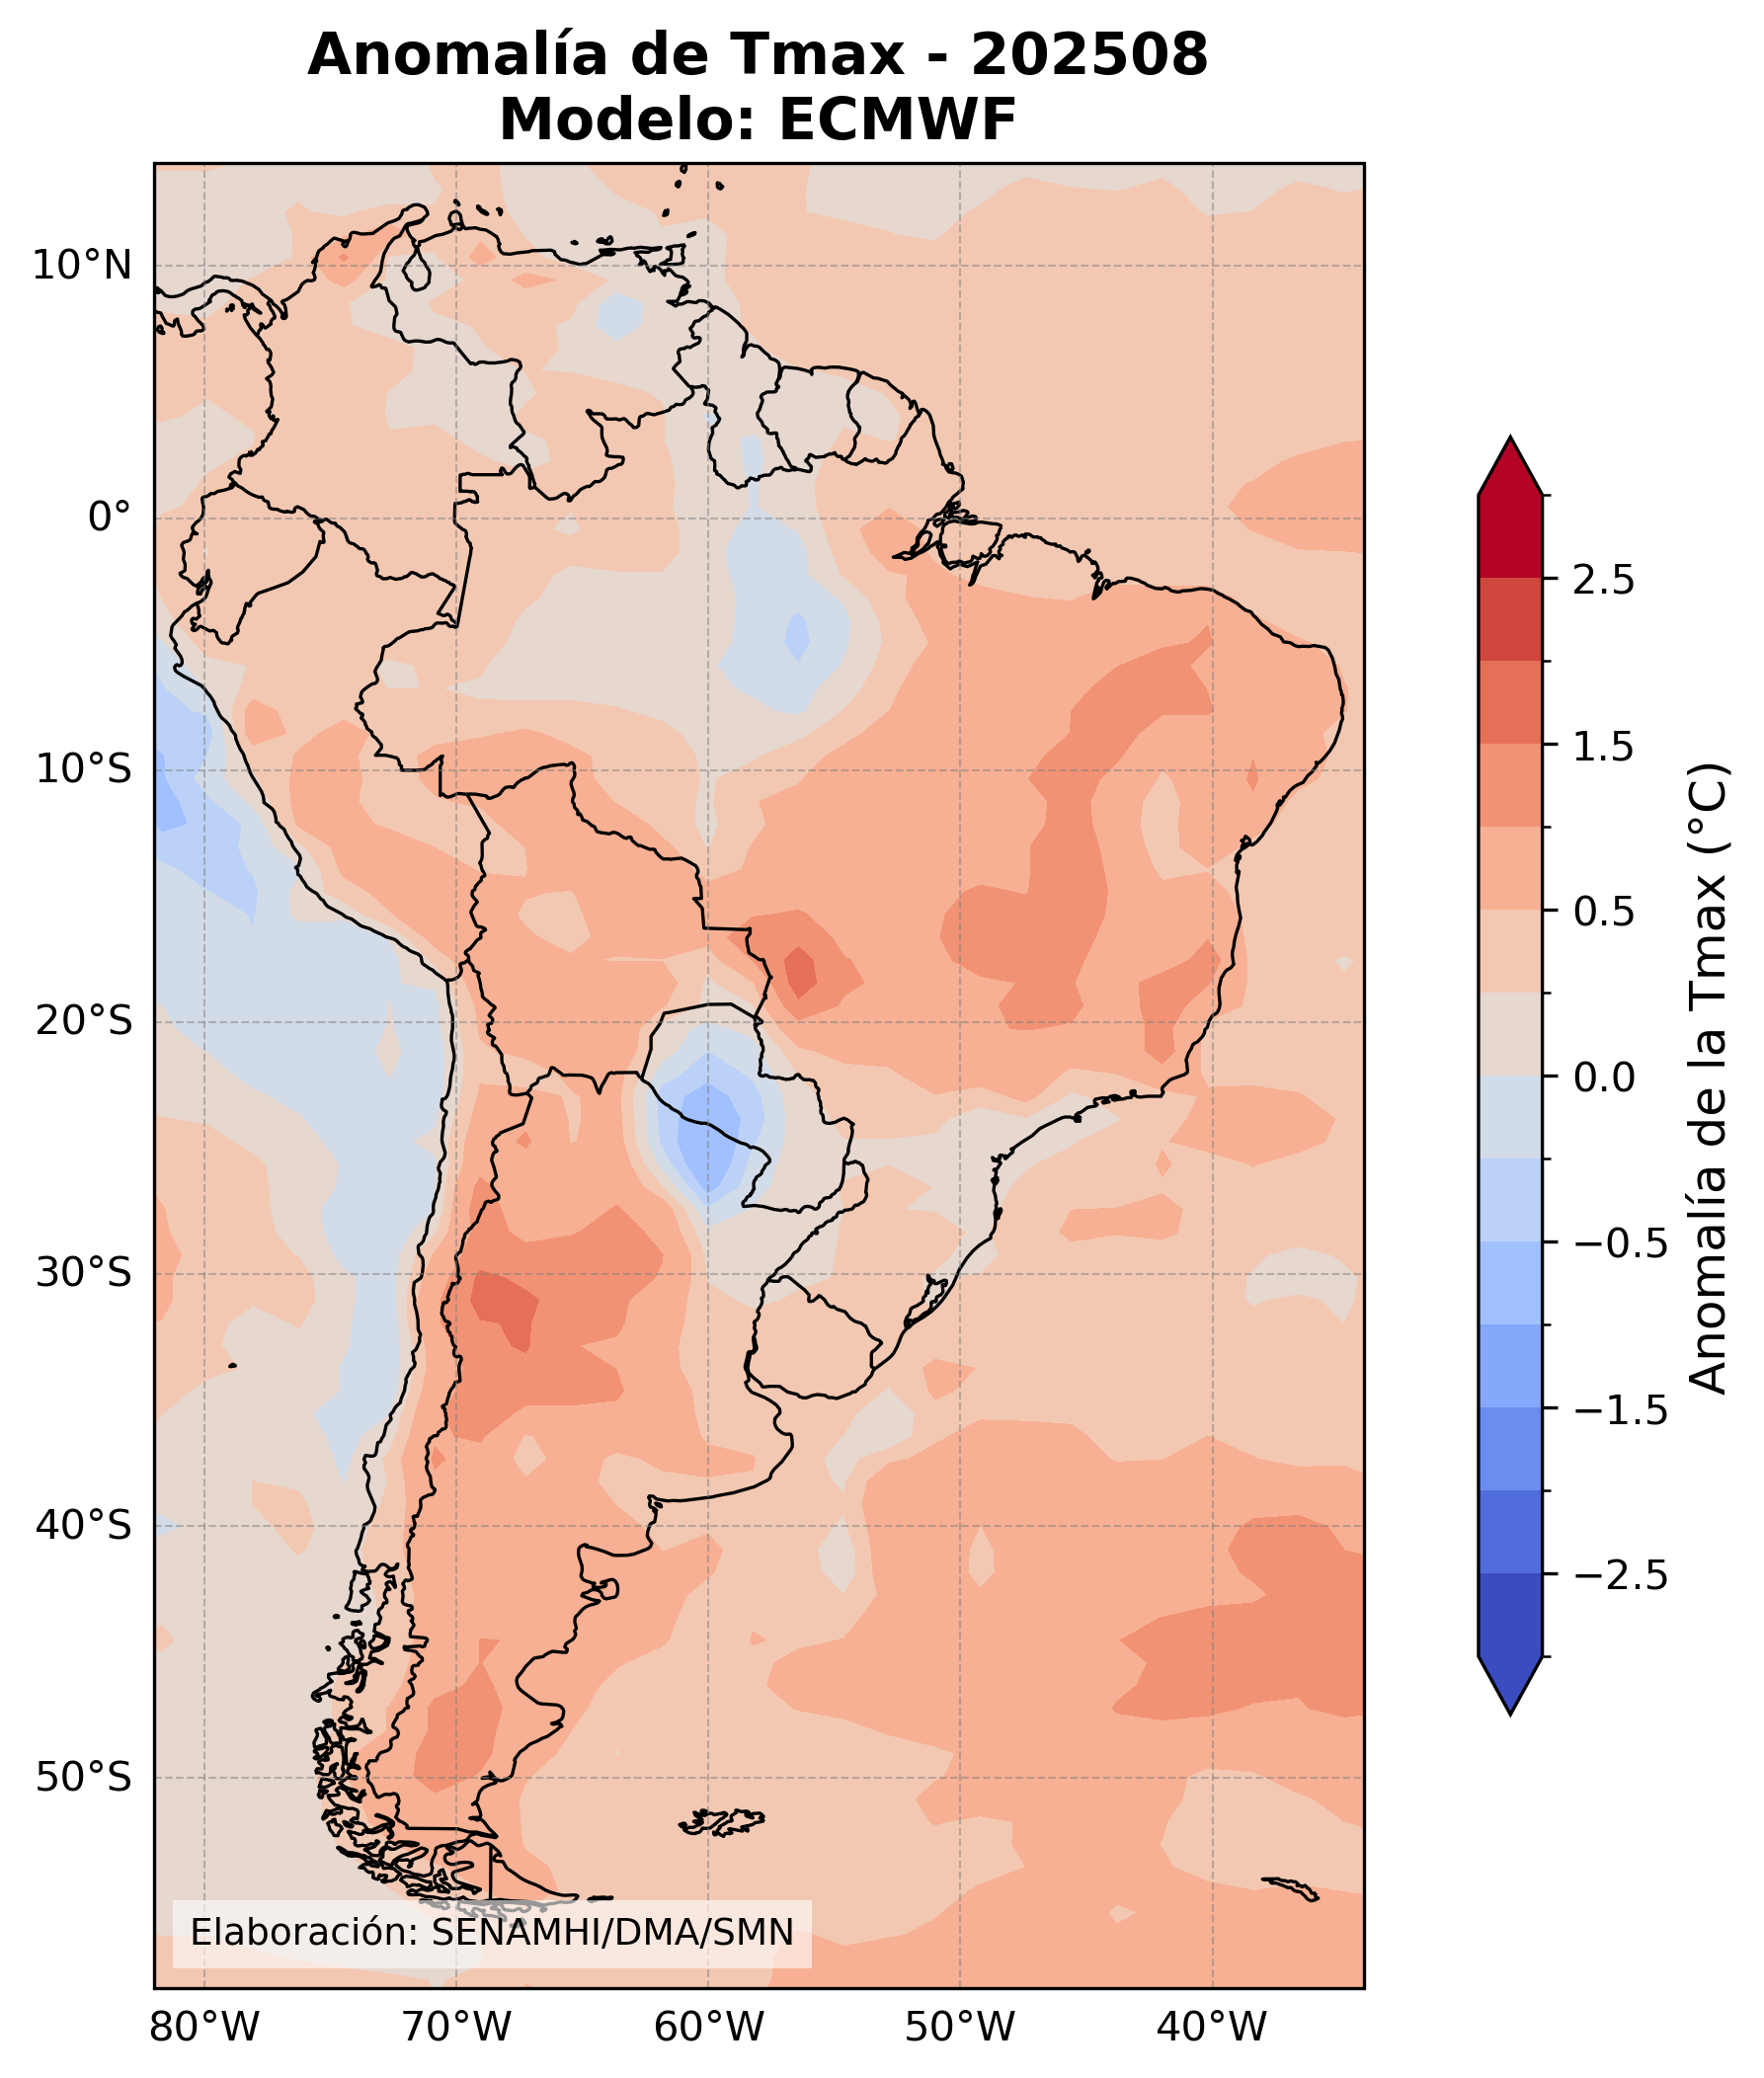 Anomalía de Tmax - 202508
Modelo: ECMWF
10°N
0°
10°S
20°S
30°S
40°S
50°S
80°W
70°W
60°W
50°W
40°W
Elaboración: SENAMHI/DMA/SMN
2.5
1.5
0.5
0.0
−0.5
−1.5
−2.5
Anomalía de la Tmax (°C)